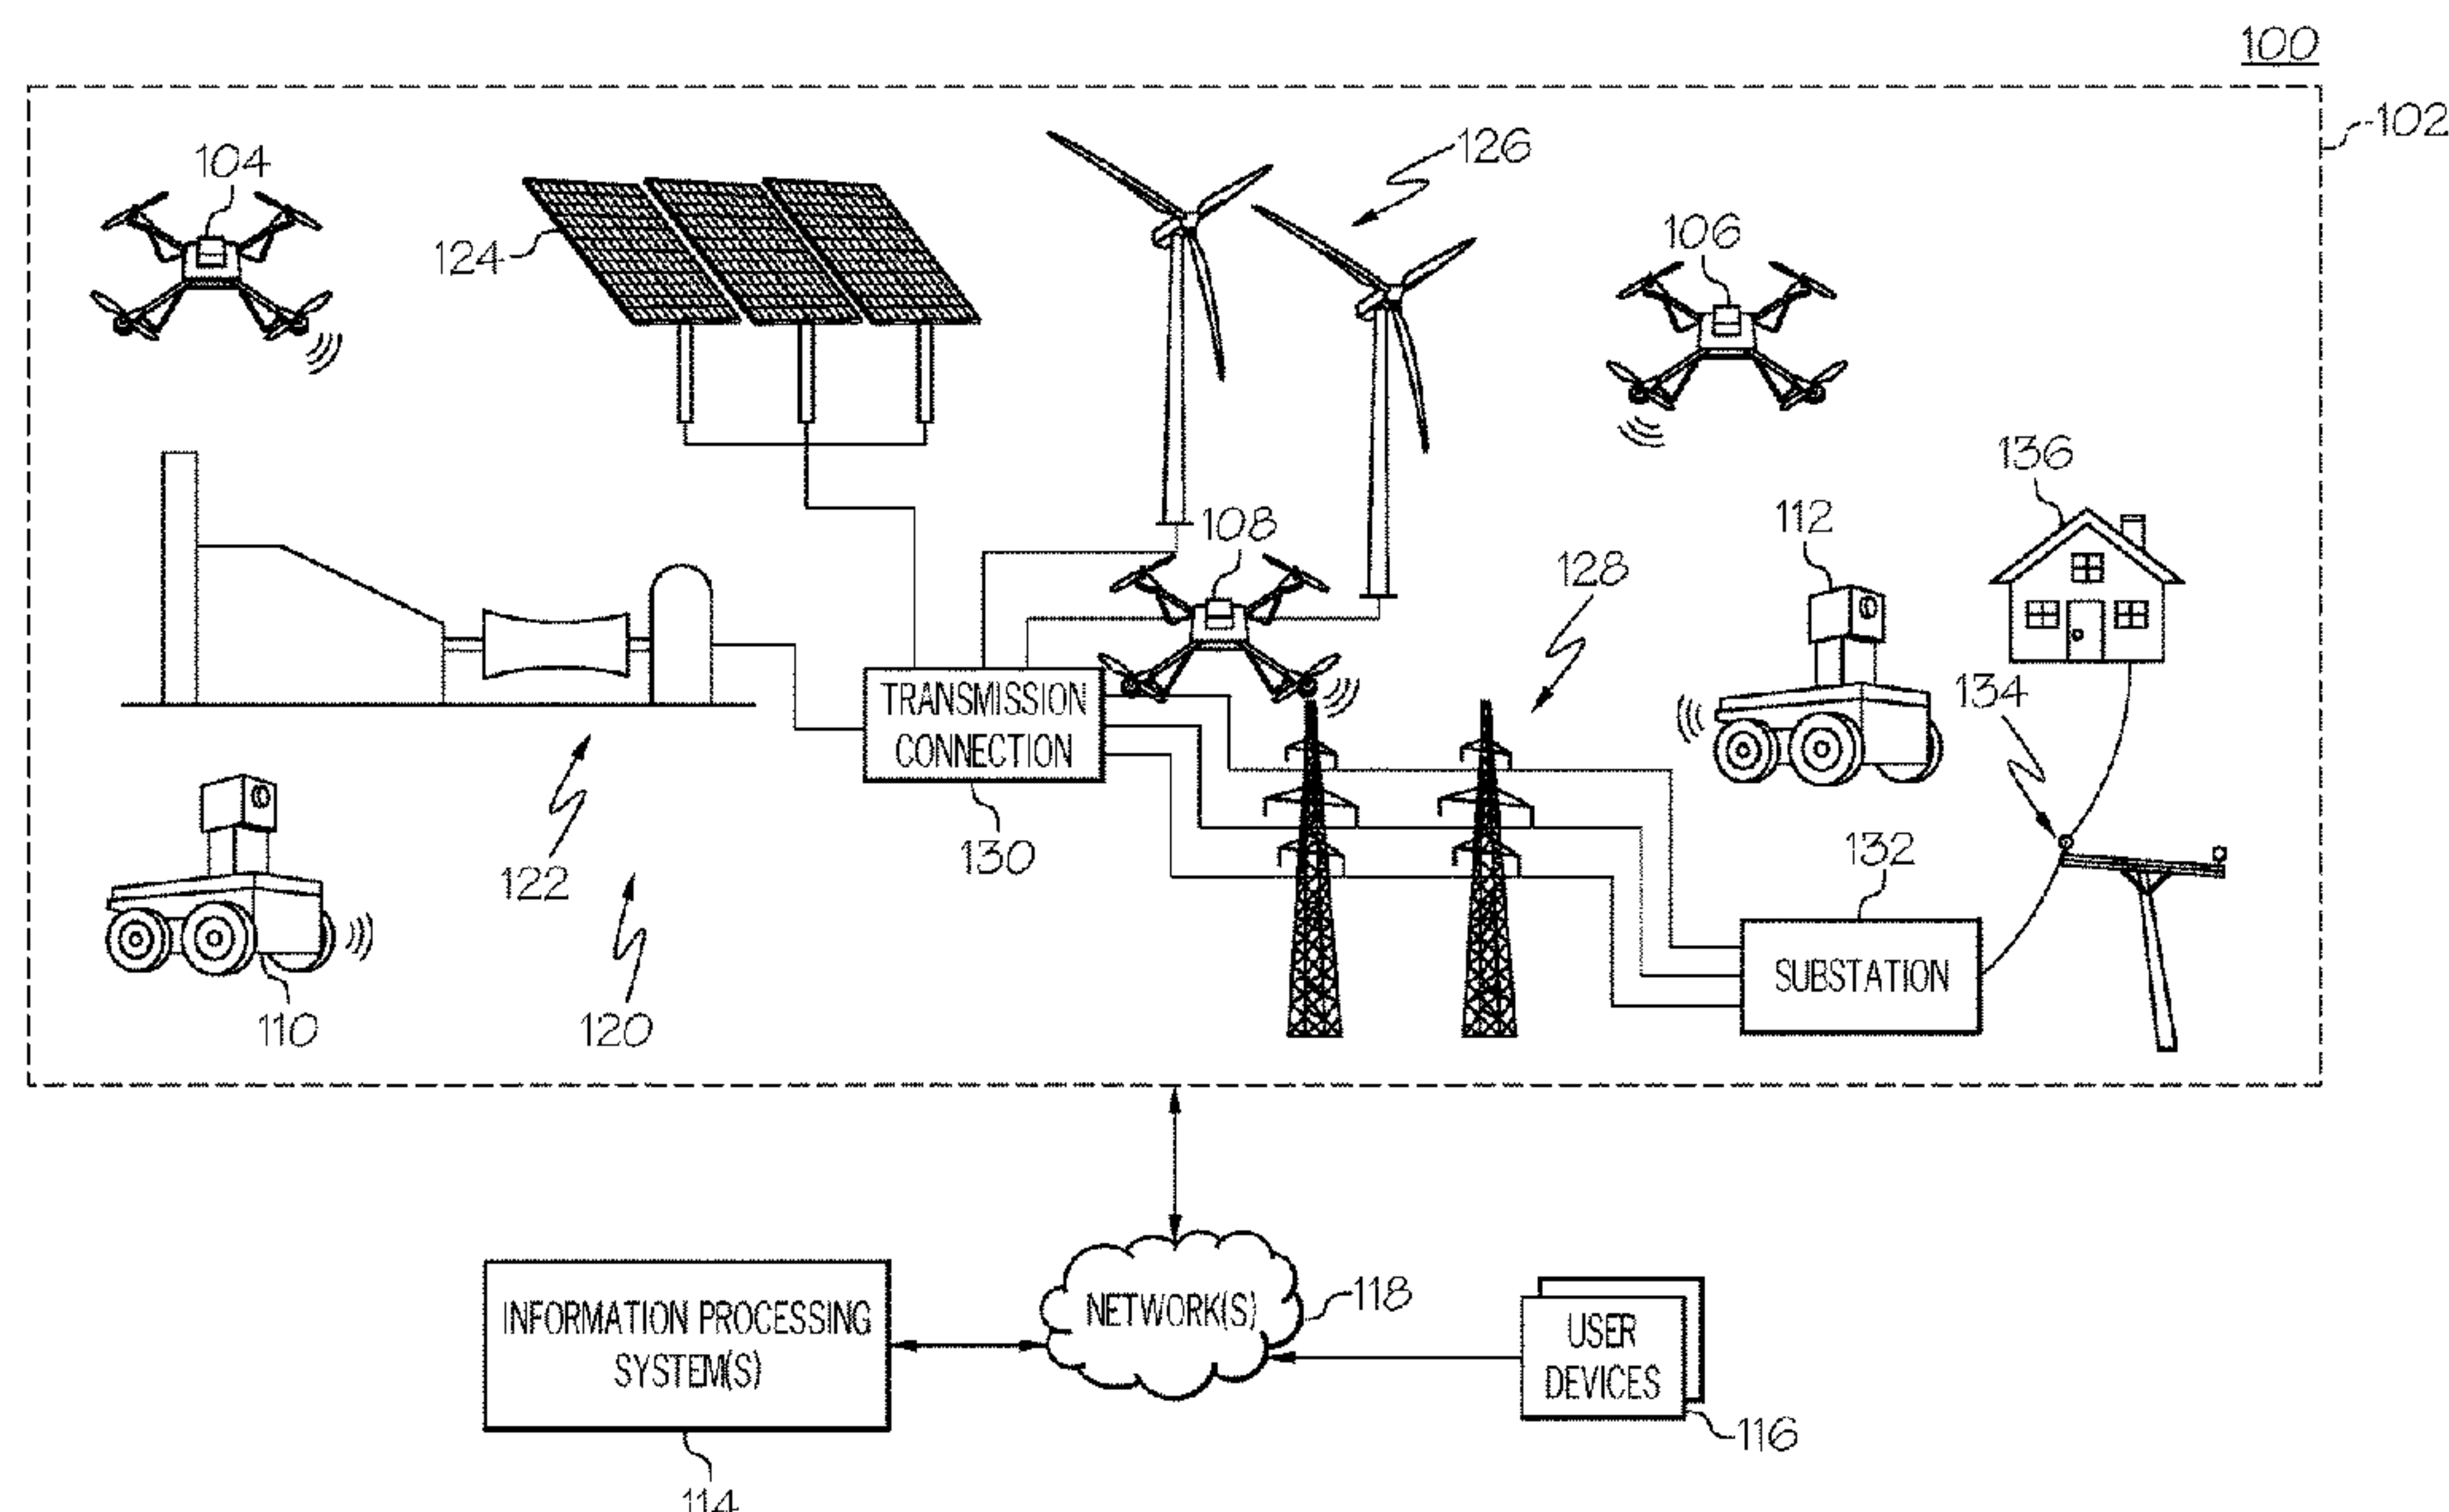 100
102
104
124
126
106
136
108
112
128
134
TRANSMISSION
CONNECTION
122
130
132
SUBSTATION
110
120
NETWORK(S)
118
INFORMATION PROCESSING
SYSTEM(S)
USER
DEVICES
116
114